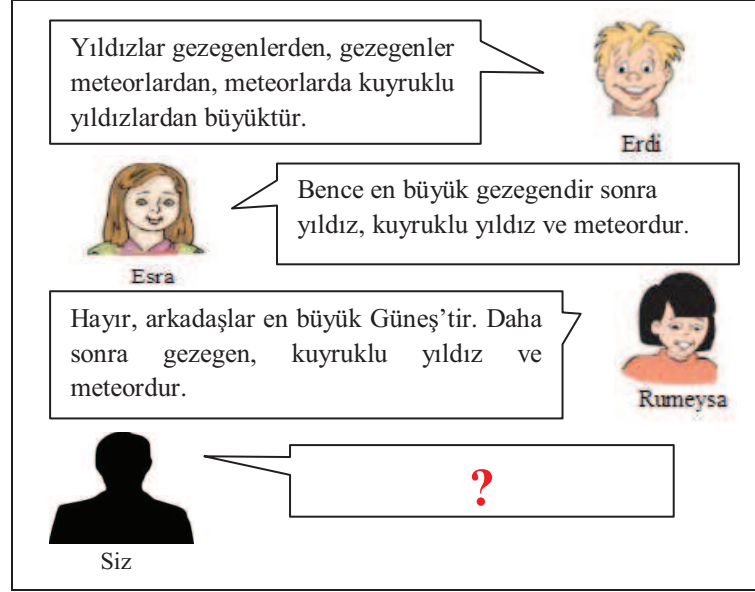 Yıldızlar gezegenlerden, gezegenler
meteorlardan, meteorlarda kuyruklu
yıldızlardan büyüktür.
Erdi
Bence en büyük gezegendir sonra
yıldız, kuyruklu yıldız ve meteordur.
Esra
Hayır, arkadaşlar en büyük Güneş’tir. Daha
sonra gezegen, kuyruklu yıldız ve
meteordur.
Rumeysa
?
Siz